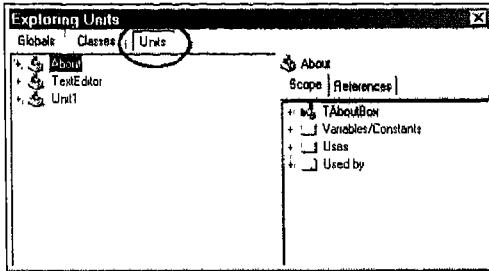 Exploring Units
Globals Classes Units
About
TextEditor
Unit1
About
Scope References
TAboutBox
Variables/Constants
Uses
Used by